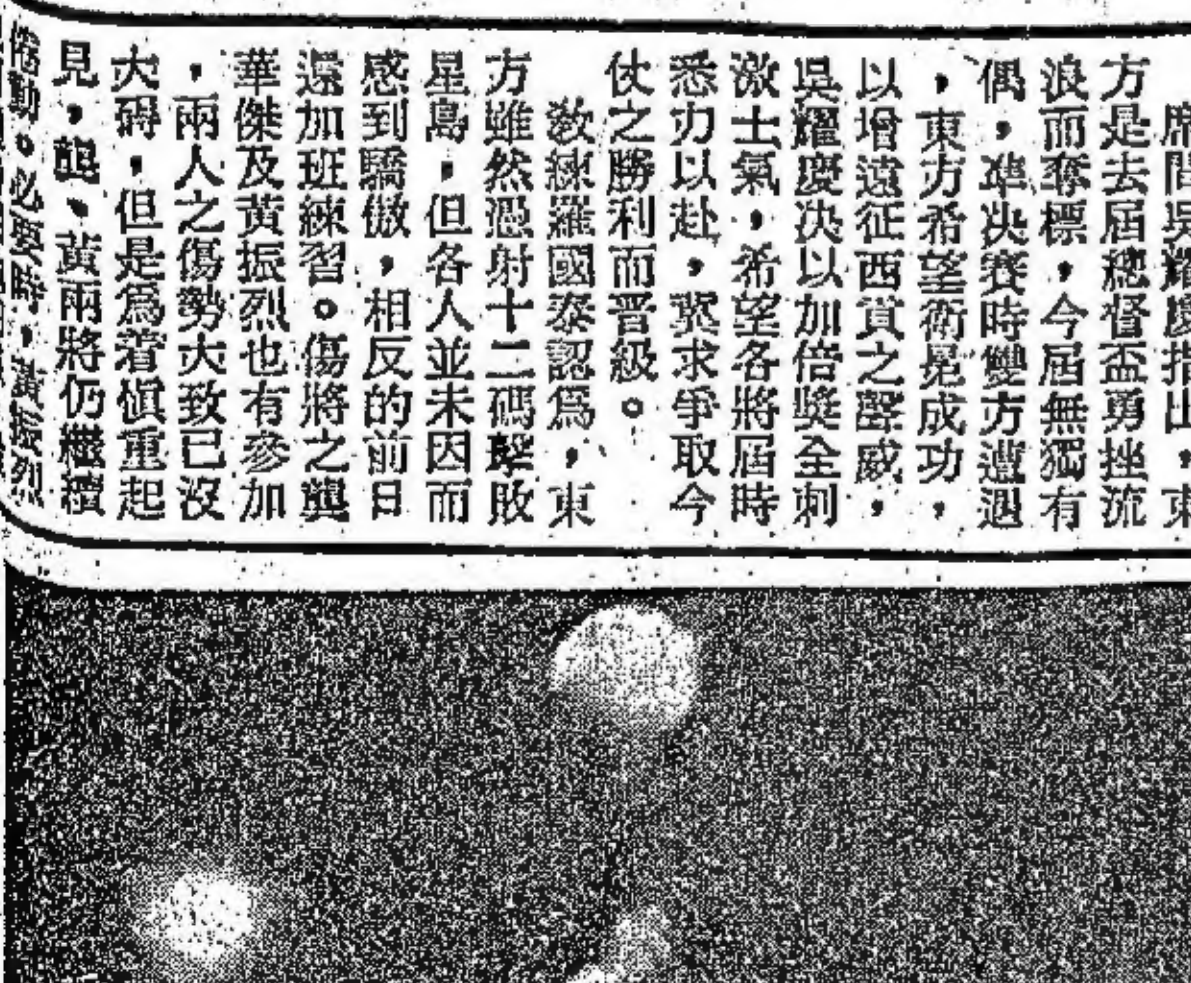 席間吳耀慶指出，東
方是去屆總督盃勇挫流
浪而奪標，今屆無獨有
偶，準決賽時雙方遭遇
，東方希望衛冕成功，
以增遠征西貢之聲威，
吳耀慶決以加倍獎金刺
激士氣，希望各將屆時
悉力以赴，冀求爭取今
仗之勝利而晋級。
教練羅國泰認爲，東
方雖然憑射十二碼擊敗
星島，但各人並未因而
感到驕傲，相反的前日
還加班練習。傷將之龔
華傑及黃振烈也有參加
，兩人之傷勢大致已沒
大碍，但是爲着愼重起
見，龔、黃兩將仍繼續
。必要時，黃振烈